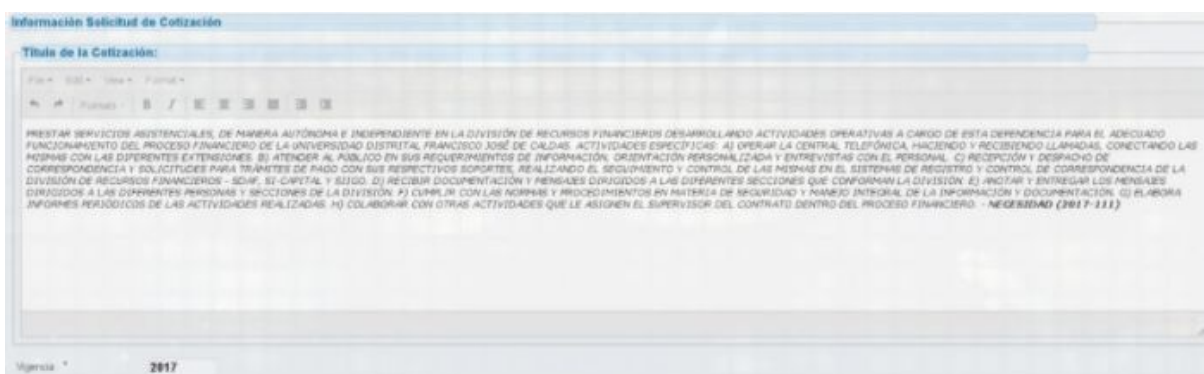 Información Solicitud de Cotización
Título de la Cotización:
File Edit View Format
Formats B I
PRESTAR SERVICIOS ASISTENCIALES, DE MANERA AUTÓNOMA E INDEPENDIENTE EN LA DIVISIÓN DE RECURSOS FINANCIEROS DESARROLLANDO ACTIVIDADES OPERATIVAS A CARGO DE ESTA DEPENDENCIA PARA EL ADECUADO
FUNCIONAMIENTO DEL PROCESO FINANCIERO DE LA UNIVERSIDAD DISTRITAL FRANCISCO JOSÉ DE CALDAS. ACTIVIDADES ESPECÍFICAS: A) OPERAR LA CENTRAL TELEFÓNICA, HACIENDO Y RECIBIENDO LLAMADAS, CONECTANDO LAS
MISMAS CON LAS DIFERENTES EXTENSIONES. B) ATENDER AL PÚBLICO EN SUS REQUERIMIENTOS DE INFORMACIÓN, ORIENTACIÓN PERSONALIZADA Y ENTREVISTAS CON EL PERSONAL. C) RECEPCIÓN Y DESPACHO DE
CORRESPONDENCIA Y SOLICITUDES PARA TRÁMITES DE PAGO CON SUS RESPECTIVOS SOPORTES, REALIZANDO EL SEGUIMIENTO Y CONTROL DE LAS MISMAS EN EL SISTEMAS DE REGISTRO Y CONTROL DE CORRESPONDENCIA DE LA
DIVISIÓN DE RECURSOS FINANCIEROS - SDAF, SI-CAPITAL Y SIIGO. D) RECIBIR DOCUMENTACIÓN Y MENSAJES DIRIGIDOS A LAS DIFERENTES SECCIONES QUE CONFORMAN LA DIVISIÓN. E) ANOTAR Y ENTREGAR LOS MENSAJES
DIRIGIDOS A LAS DIFERENTES PERSONAS Y SECCIONES DE LA DIVISIÓN. F) CUMPLIR CON LAS NORMAS Y PROCEDIMIENTOS EN MATERIA DE SEGURIDAD Y MANEJO INTEGRAL DE LA INFORMACIÓN Y DOCUMENTACIÓN. G) ELABORA
INFORMES PERIÓDICOS DE LAS ACTIVIDADES REALIZADAS. H) COLABORAR CON OTRAS ACTIVIDADES QUE LE ASIGNEN EL SUPERVISOR DEL CONTRATO DENTRO DEL PROCESO FINANCIERO. - NECESIDAD (2017-111)
Vigencia * 2017